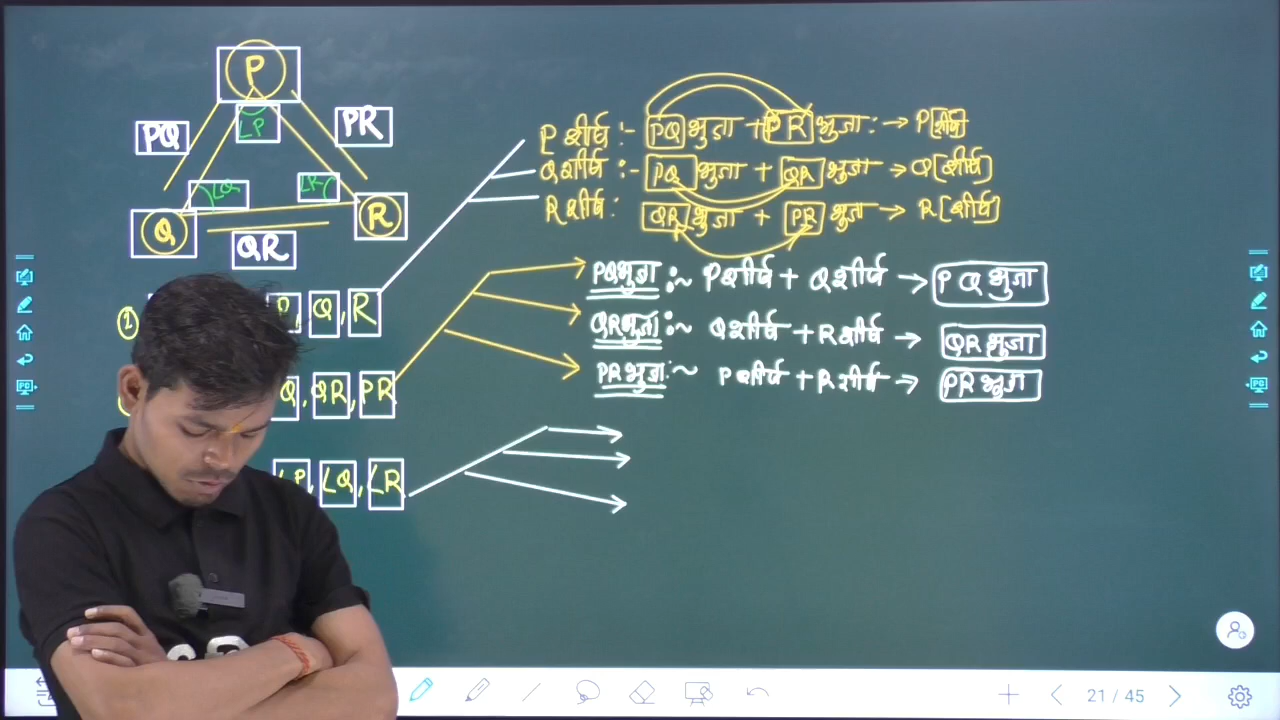 P
PQ
PR
∠P
∠Q
∠R
Q
R
QR
P शीर्ष :- PQ भुजा + PR भुजा :→ P[शीर्ष]
Q शीर्ष :- PQ भुजा + QR भुजा → Q[शीर्ष]
R शीर्ष : QR भुजा + PR भुजा → R[शीर्ष]
PQ भुजा :~ P शीर्ष + Q शीर्ष → PQ भुजा
QR भुजा :~ Q शीर्ष + R शीर्ष → QR भुजा
PR भुजा :~ P शीर्ष + R शीर्ष → PR भुजा
① P, Q, R
Q, QR, PR
∠P, ∠Q, ∠R
21 / 45